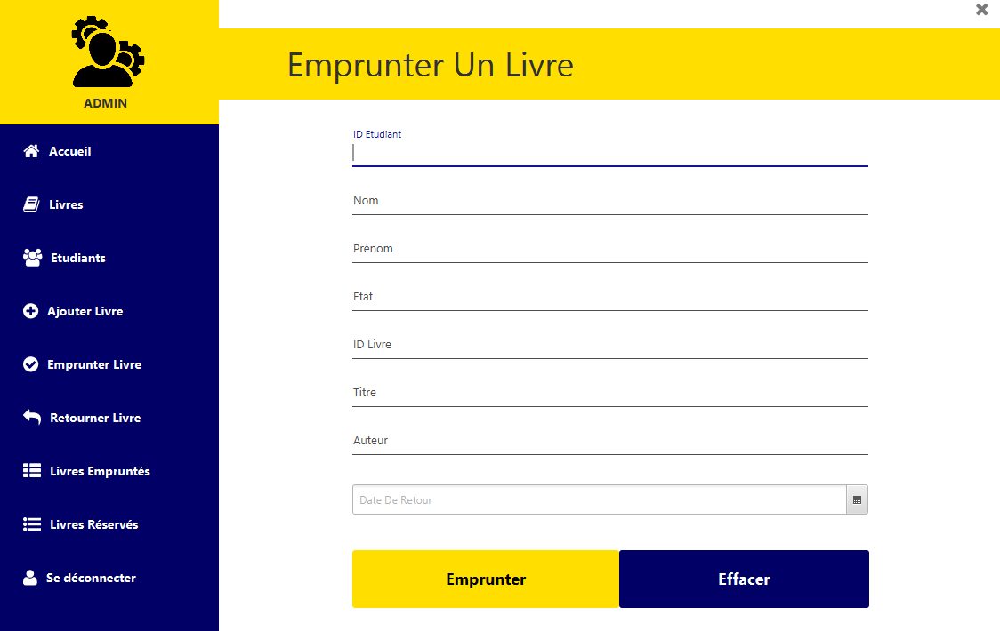 ADMIN
Accueil
Livres
Etudiants
Ajouter Livre
Emprunter Livre
Retourner Livre
Livres Empruntés
Livres Réservés
Se déconnecter
Emprunter Un Livre
ID Etudiant
Nom
Prénom
Etat
ID Livre
Titre
Auteur
Date De Retour
Emprunter
Effacer